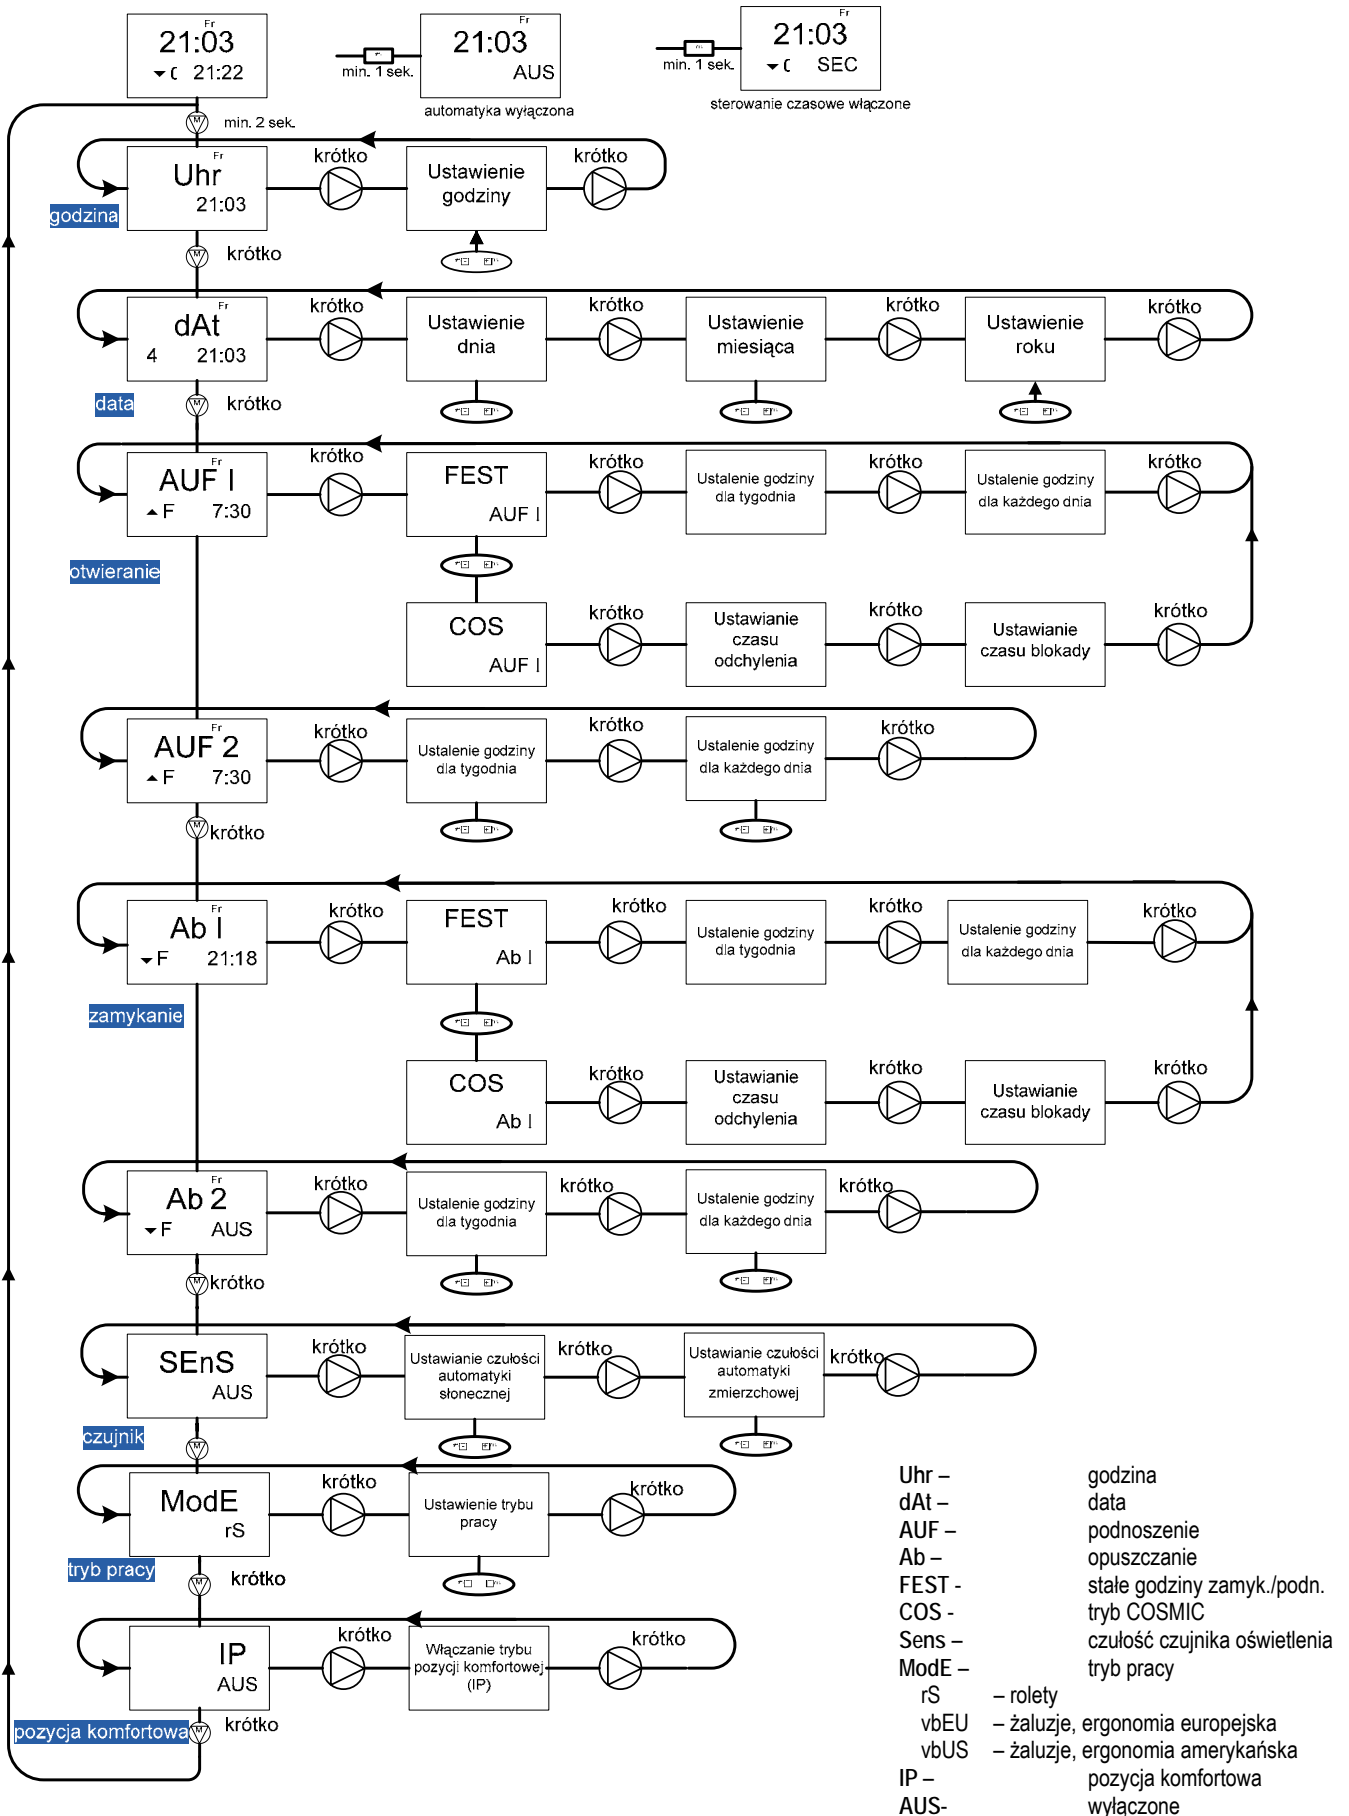 Fr
21:03
21:22
min. 1 sek.
Fr
21:03
AUS
automatyka wyłączona
min. 1 sek.
Fr
21:03
SEC
sterowanie czasowe włączone
M
min. 2 sek.
Fr
Uhr
21:03
godzina
krótko
Ustawienie
godziny
krótko
M
krótko
Fr
dAt
4 21:03
data
krótko
Ustawienie
dnia
krótko
Ustawienie
miesiąca
krótko
Ustawienie
roku
krótko
M
krótko
Fr
AUF I
F 7:30
otwieranie
krótko
FEST
AUF I
krótko
Ustalenie godziny
dla tygodnia
krótko
Ustalenie godziny
dla każdego dnia
krótko
COS
AUF I
krótko
Ustawianie
czasu
odchylenia
krótko
Ustawianie
czasu blokady
krótko
Fr
AUF 2
F 7:30
krótko
Ustalenie godziny
dla tygodnia
krótko
Ustalenie godziny
dla każdego dnia
krótko
M
krótko
Fr
Ab I
F 21:18
zamykanie
krótko
FEST
Ab I
krótko
Ustalenie godziny
dla tygodnia
krótko
Ustalenie godziny
dla każdego dnia
krótko
COS
Ab I
krótko
Ustawianie
czasu
odchylenia
krótko
Ustawianie
czasu blokady
krótko
Fr
Ab 2
F AUS
krótko
Ustalenie godziny
dla tygodnia
krótko
Ustalenie godziny
dla każdego dnia
krótko
M
krótko
SEnS
AUS
czujnik
krótko
Ustawianie czułości
automatyki
słonecznej
krótko
Ustawianie czułości
automatyki
zmierzchowej
krótko
M
ModE
rS
tryb pracy
krótko
Ustawienie trybu
pracy
krótko
M
krótko
IP
AUS
krótko
Włączanie trybu
pozycji komfortowej
(IP)
krótko
pozycja komfortowa
M
krótko
Uhr – godzina
dAt – data
AUF – podnoszenie
Ab – opuszczanie
FEST - stałe godziny zamyk./podn.
COS - tryb COSMIC
Sens – czułość czujnika oświetlenia
ModE – tryb pracy
rS – rolety
vbEU – żaluzje, ergonomia europejska
vbUS – żaluzje, ergonomia amerykańska
IP – pozycja komfortowa
AUS- wyłączone